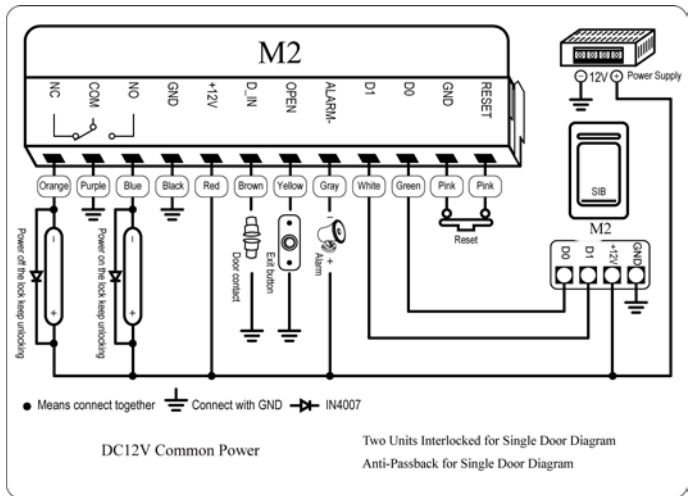 M2
NC COM NO GND +12V D_IN OPEN ALARM- D1 D0 GND RESET
12V Power Supply
Orange Purple Blue Black Red Brown Yellow Gray White Green Pink Pink
SIB
M2
D0 D1 +12V GND
Power off the lock keep unlocking
Power on the lock keep unlocking
Door contact
Exit button
Alarm
Reset
Means connect together Connect with GND IN4007
DC12V Common Power
Two Units Interlocked for Single Door Diagram
Anti-Passback for Single Door Diagram